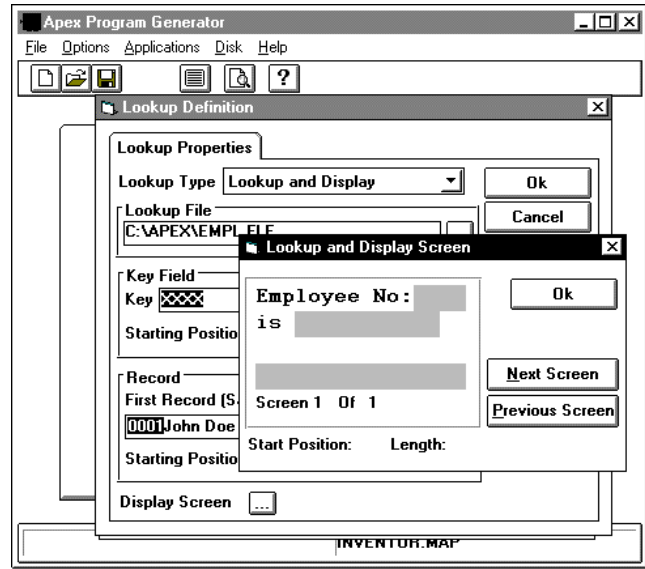 Apex Program Generator
File Options Applications Disk Help
?
Lookup Definition
Lookup Properties
Lookup Type Lookup and Display
Ok
Lookup File
Cancel
C:\APEX\EMPL.FLE
Lookup and Display Screen
Key Field
Key XXXX
Employee No:
Ok
is
Starting Positio
Record
Next Screen
First Record (S
Screen 1 Of 1
Previous Screen
0001John Doe
Start Position: Length:
Starting Positio
Display Screen ...
INVENTOR.MAP